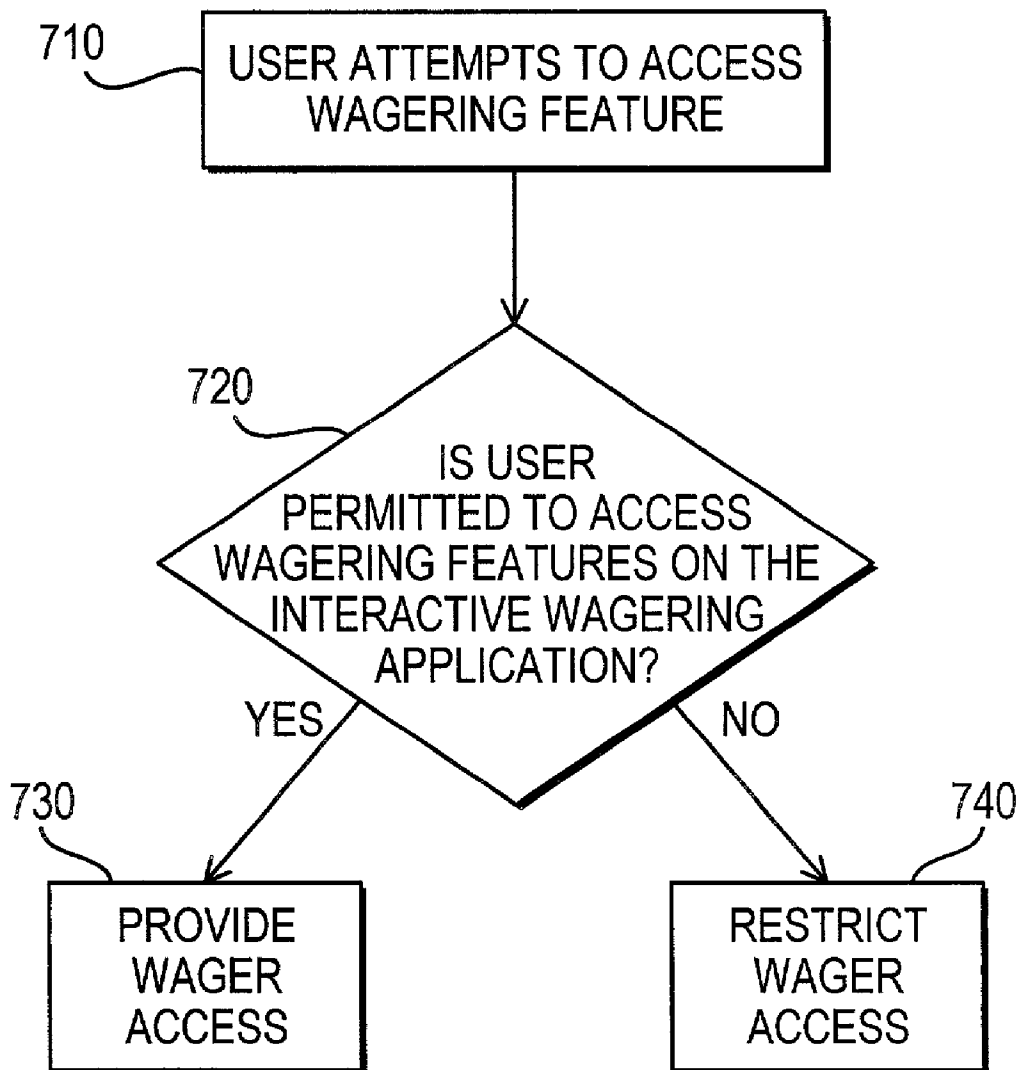 710
USER ATTEMPTS TO ACCESS
WAGERING FEATURE
720
IS USER
PERMITTED TO ACCESS
WAGERING FEATURES ON THE
INTERACTIVE WAGERING
APPLICATION?
YES
NO
730
PROVIDE
WAGER
ACCESS
740
RESTRICT
WAGER
ACCESS